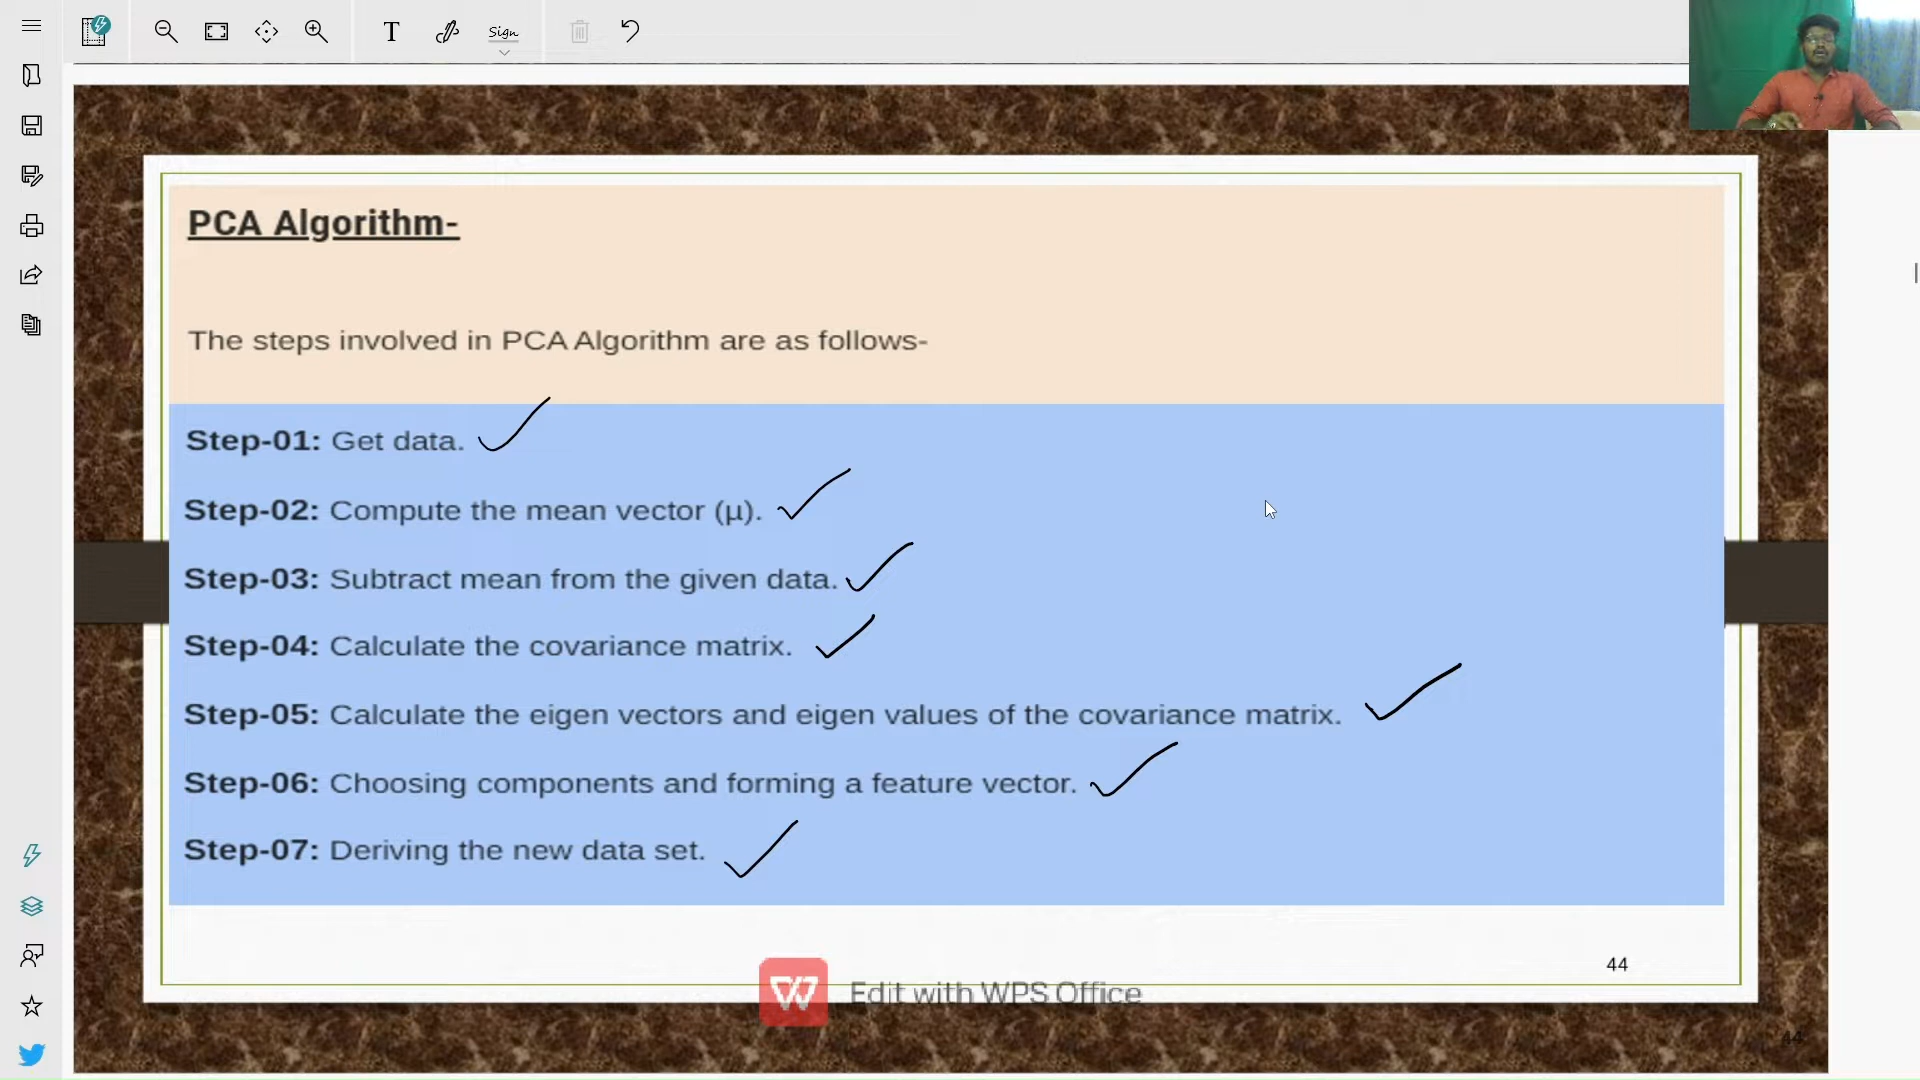 Sign
PCA Algorithm-
The steps involved in PCA Algorithm are as follows-
Step-01: Get data.
Step-02: Compute the mean vector (µ).
Step-03: Subtract mean from the given data.
Step-04: Calculate the covariance matrix.
Step-05: Calculate the eigen vectors and eigen values of the covariance matrix.
Step-06: Choosing components and forming a feature vector.
Step-07: Deriving the new data set.
44
Edit with WPS Office
44